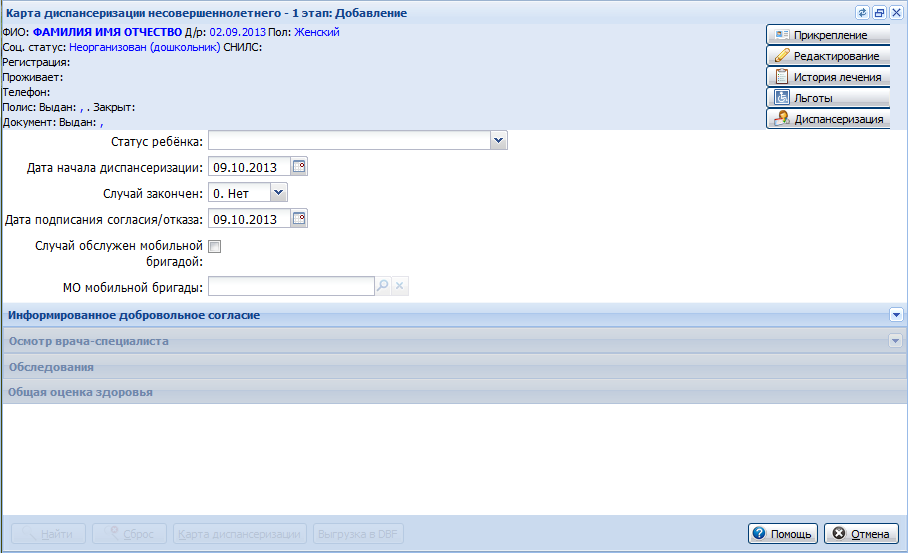 Карта диспансеризации несовершеннолетнего - 1 этап: Добавление
ФИО: ФАМИЛИЯ ИМЯ ОТЧЕСТВО Д/р: 02.09.2013 Пол: Женский
Соц. статус: Неорганизован (дошкольник) СНИЛС:
Регистрация:
Проживает:
Телефон:
Полис: Выдан: , . Закрыт:
Документ: Выдан: ,
Прикрепление
Редактирование
История лечения
Льготы
Диспансеризация
Статус ребёнка:
Дата начала диспансеризации: 09.10.2013
Случай закончен: 0. Нет
Дата подписания согласия/отказа: 09.10.2013
Случай обслужен мобильной
бригадой:
МО мобильной бригады:
Информированное добровольное согласие
Осмотр врача-специалиста
Обследования
Общая оценка здоровья
Найти Сброс Карта диспансеризации Выгрузка в DBF Помощь Отмена